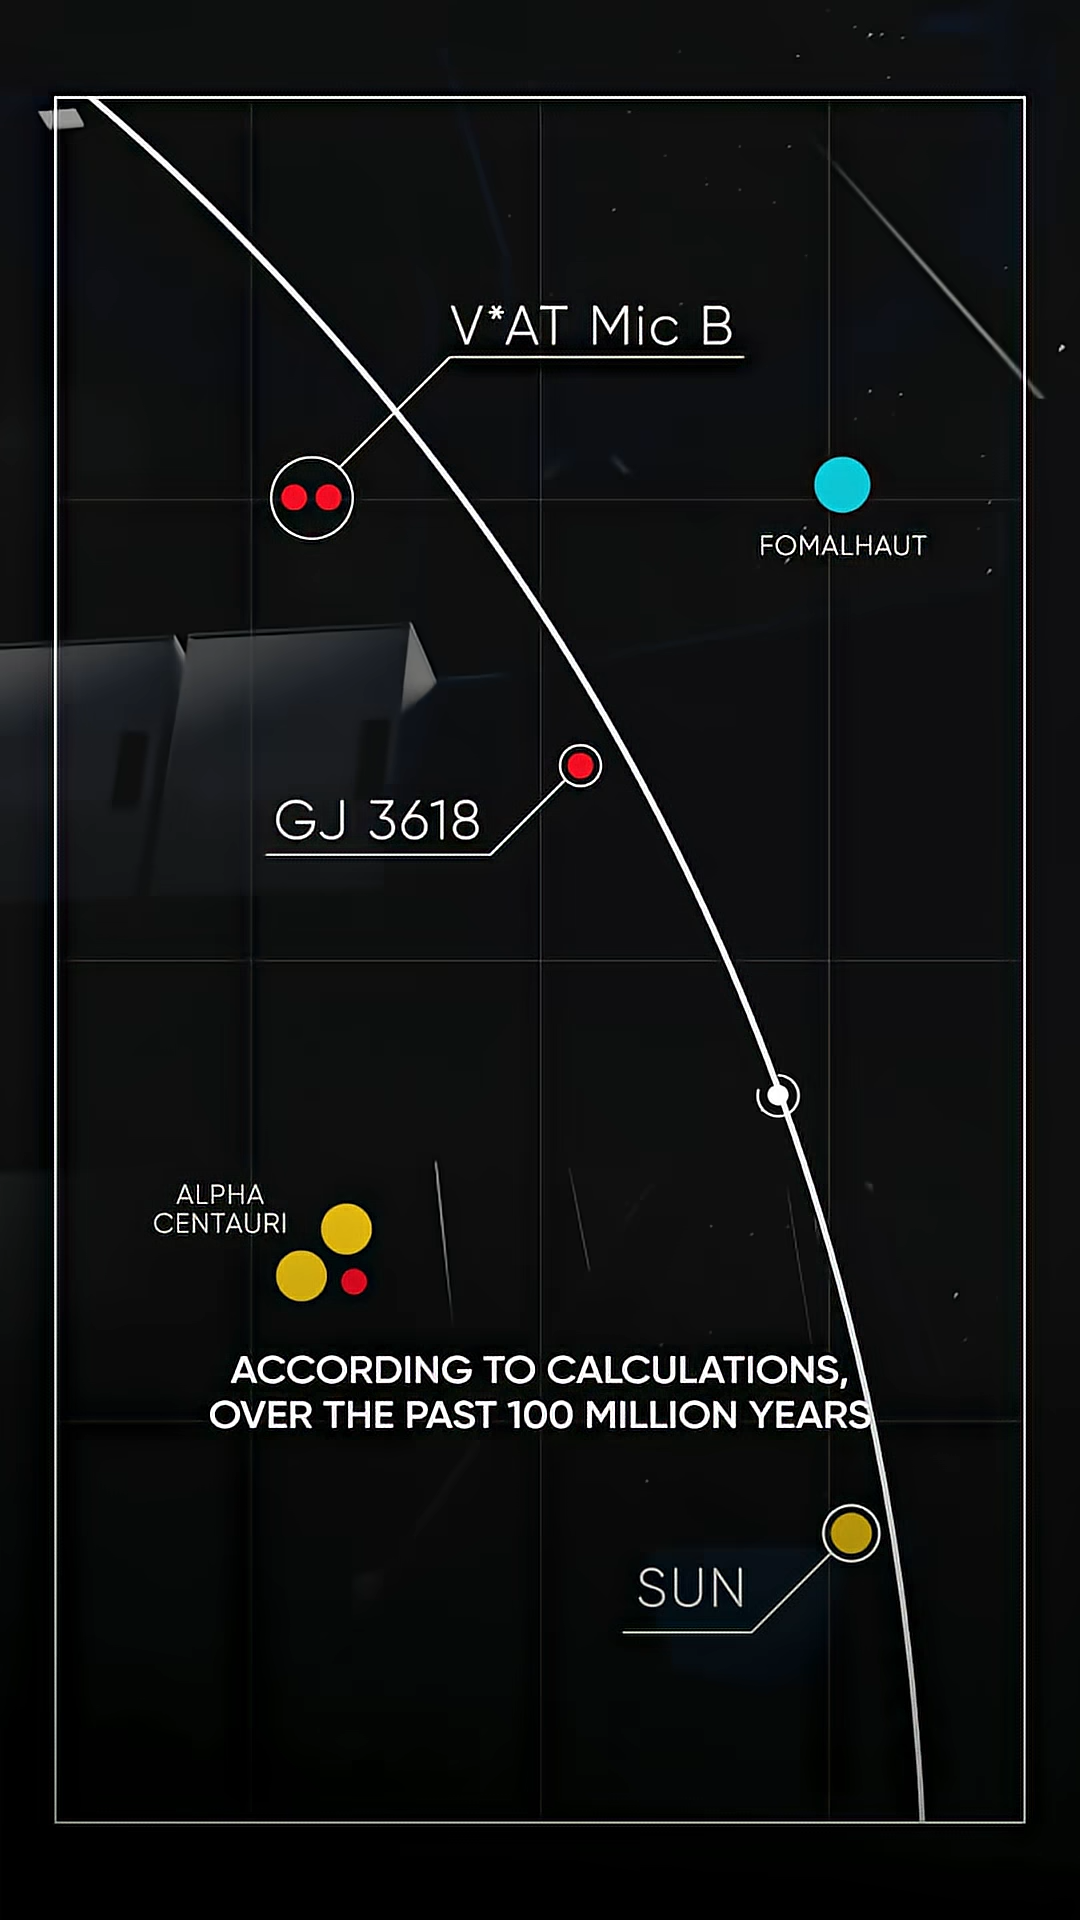 V*AT Mic B
FOMALHAUT
GJ 3618
ALPHA
CENTAURI
ACCORDING TO CALCULATIONS,
OVER THE PAST 100 MILLION YEARS
SUN